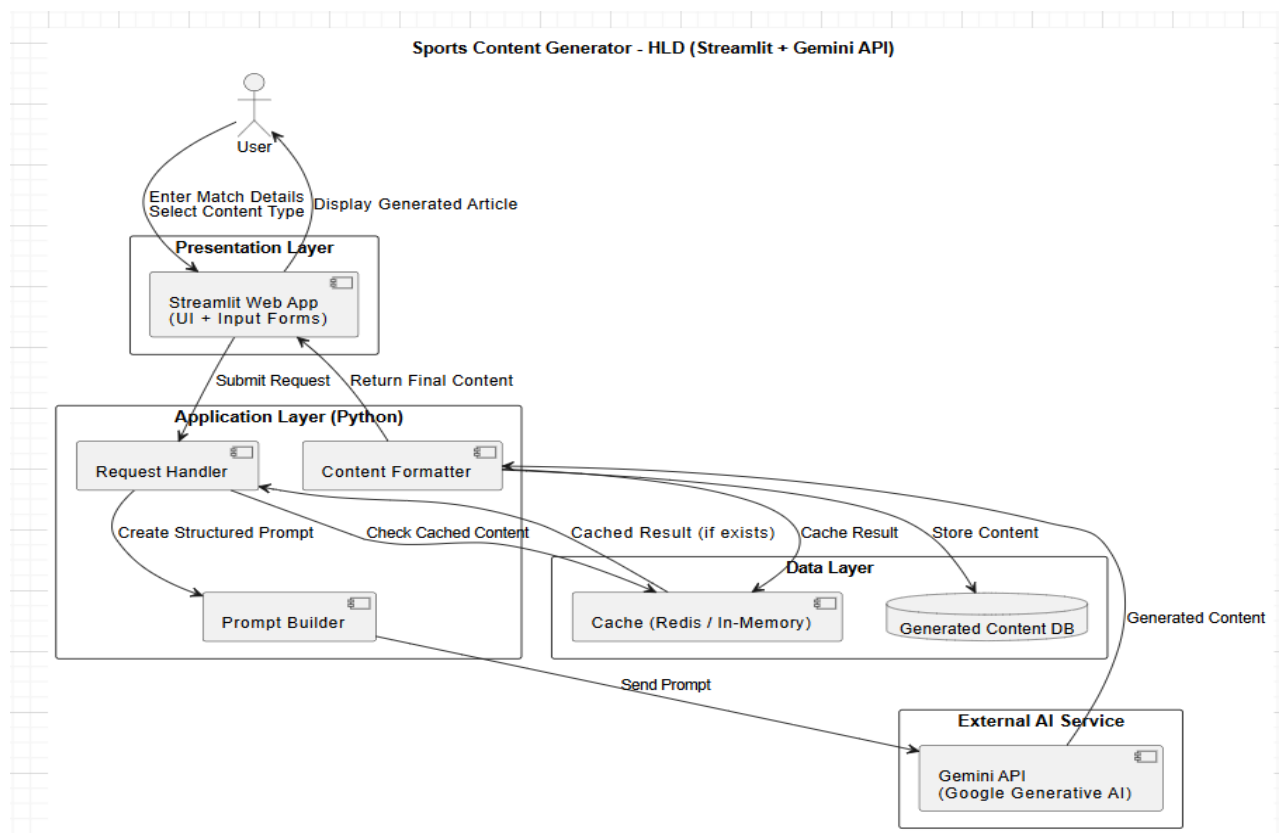 Sports Content Generator - HLD (Streamlit + Gemini API)
User
Enter Match Details
Select Content Type
Display Generated Article
Presentation Layer
Streamlit Web App
(UI + Input Forms)
Submit Request
Return Final Content
Application Layer (Python)
Request Handler
Content Formatter
Create Structured Prompt
Check Cached Content
Cached Result (if exists)
Cache Result
Store Content
Data Layer
Prompt Builder
Cache (Redis / In-Memory)
Generated Content DB
Generated Content
Send Prompt
External AI Service
Gemini API
(Google Generative AI)